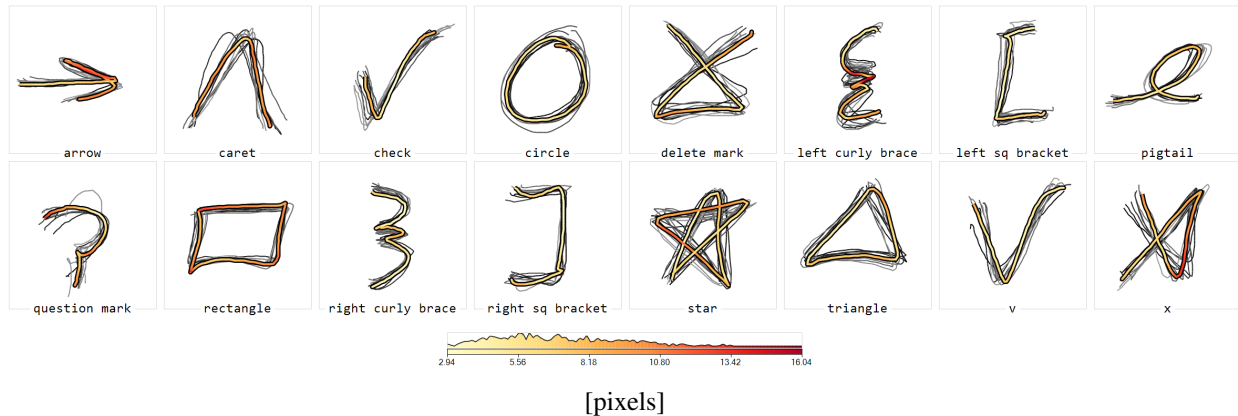 arrow caret check circle delete mark left curly brace left sq bracket pigtail
question mark rectangle right curly brace right sq bracket star triangle v x
2.94 5.56 8.18 10.80 13.42 16.04
[pixels]